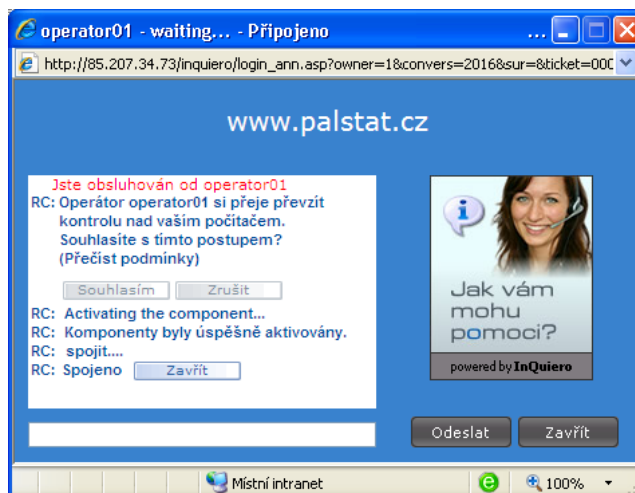 operator01 - waiting... - Připojeno ...
http://85.207.34.73/inquiero/login_ann.asp?owner=1&convers=2016&sur=&ticket=000
www.palstat.cz
Jste obsluhován od operator01
RC: Operátor operator01 si přeje převzít
kontrolu nad vaším počítačem.
Souhlasíte s tímto postupem?
(Přečíst podmínky)
Souhlasím Zrušit
RC: Activating the component...
RC: Komponenty byly úspěšně aktivovány.
RC: spojit....
RC: Spojeno Zavřít
Jak vám
mohu
pomoci?
powered by InQuiero
Odeslat Zavřít
Místní intranet 100%